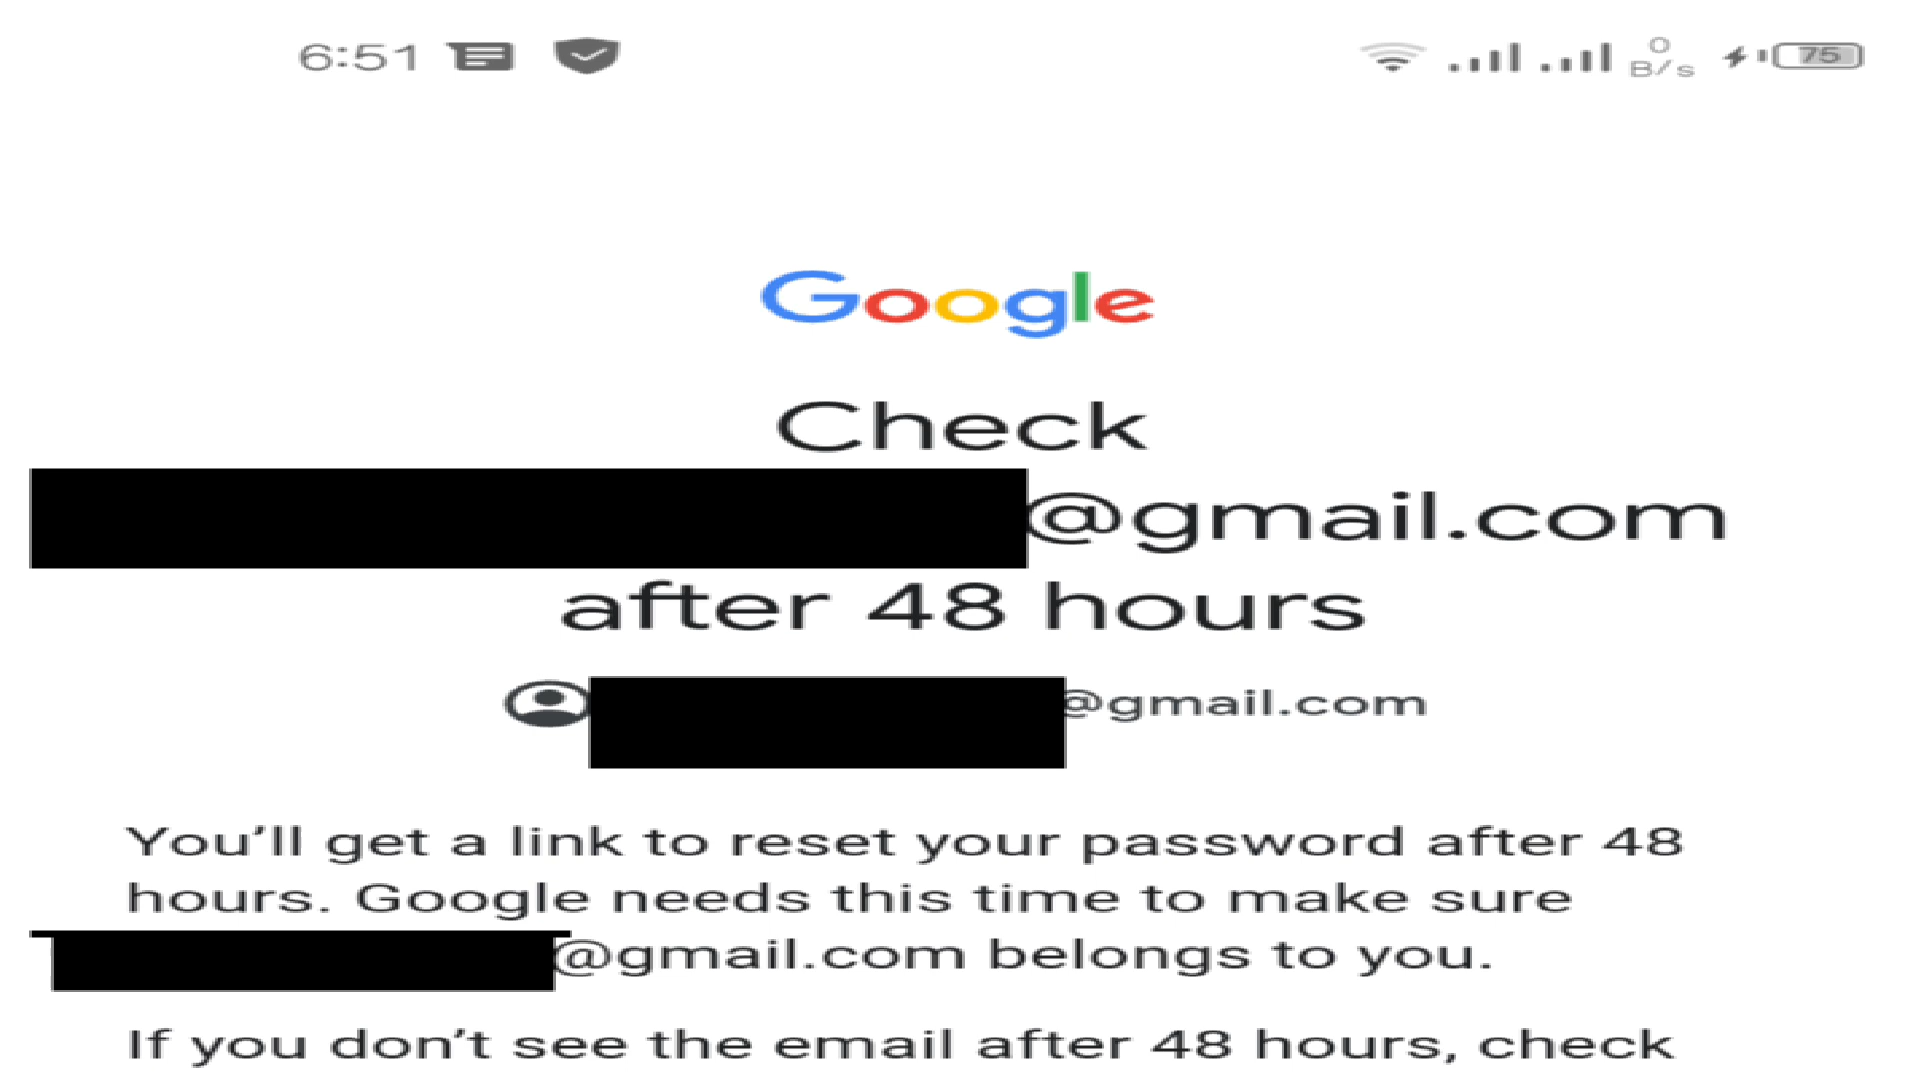 6:51 0 B/s 75
Google
Check
@gmail.com
after 48 hours
@gmail.com
You’ll get a link to reset your password after 48
hours. Google needs this time to make sure
@gmail.com belongs to you.
If you don’t see the email after 48 hours, check